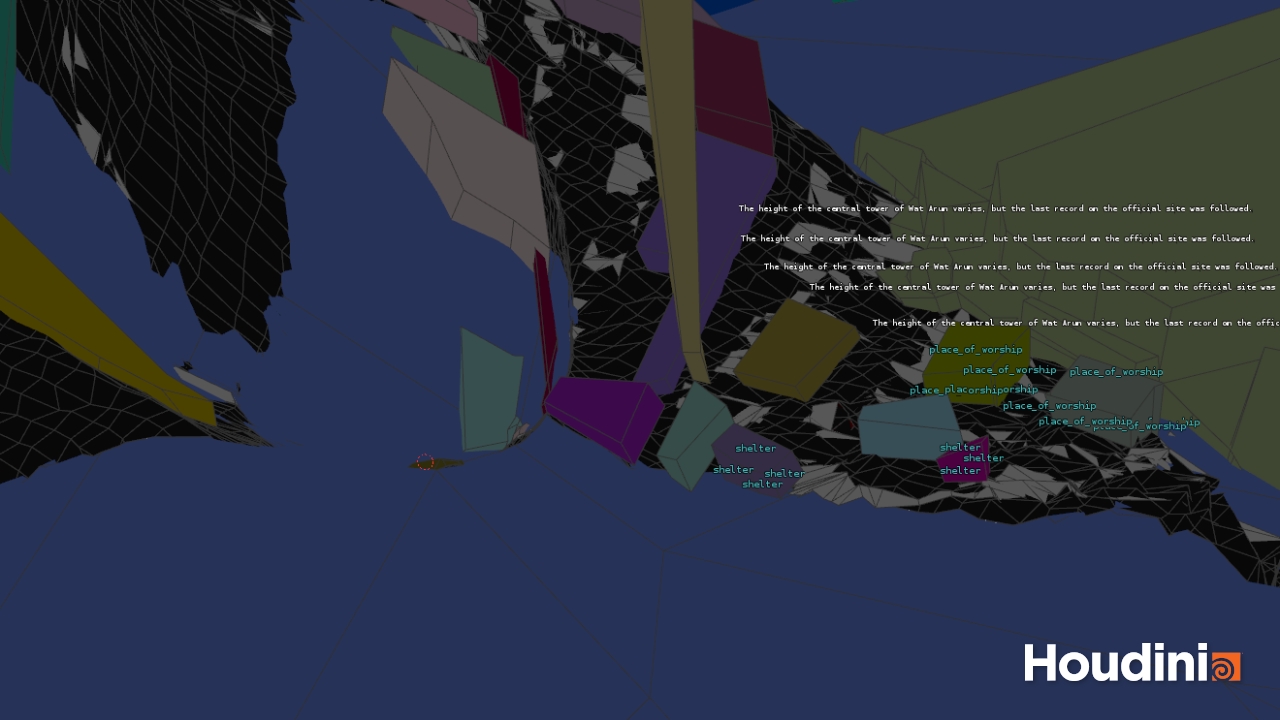 The height of the central tower of Wat Arun varies, but the last record on the official site was followed.
The height of the central tower of Wat Arun varies, but the last record on the official site was followed.
The height of the central tower of Wat Arun varies, but the last record on the official site was followed.
The height of the central tower of Wat Arun varies, but the last record on the official site was
The height of the central tower of Wat Arun varies, but the last record on the offic
place_of_worship
place_of_worship
place_of_worship
place_
place_
place_of_worship
place_of_worship
shelter
shelter
shelter
shelter
shelter
shelter
shelter
Houdini